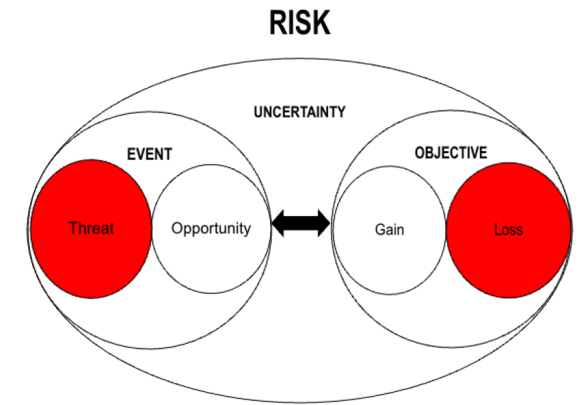 RISK
UNCERTAINTY
EVENT
OBJECTIVE
Threat
Opportunity
Gain
Loss